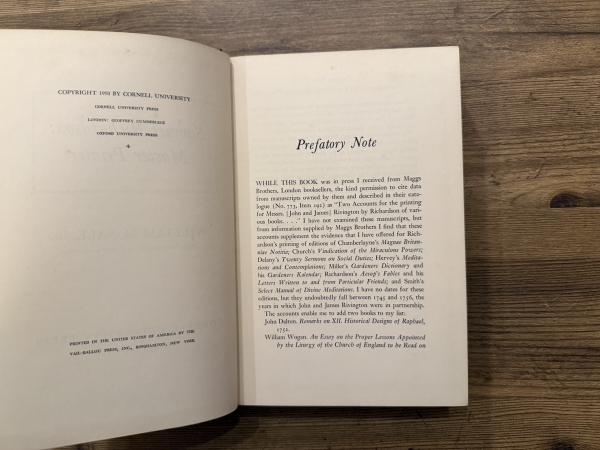 COPYRIGHT 1950 BY CORNELL UNIVERSITY
CORNELL UNIVERSITY PRESS
LONDON: GEOFFREY CUMBERLEGE
OXFORD UNIVERSITY PRESS
PRINTED IN THE UNITED STATES OF AMERICA BY THE
VAIL-BALLOU PRESS, INC., BINGHAMTON, NEW YORK
Prefatory Note
WHILE THIS BOOK was in press I received from Maggs
Brothers, London booksellers, the kind permission to cite data
from manuscripts owned by them and described in their cata-
logue (No. 773, Item 191) as "Two Accounts for the printing
for Messrs. [John and James] Rivington by Richardson of vari-
ous books. . . ." I have not examined these manuscripts, but
from information supplied by Maggs Brothers I find that these
accounts supplement the evidence that I have offered for Rich-
ardson's printing of editions of Chamberlayne's Magnae Britan-
niae Notitia; Church's Vindication of the Miraculous Powers;
Delany's Twenty Sermons on Social Duties; Hervey's Medita-
tions and Contemplations; Miller's Gardeners Dictionary and
his Gardeners Kalendar; Richardson's Æsop's Fables and his
Letters Written to and from Particular Friends; and Smith's
Select Manual of Divine Meditations. I have no dates for these
editions, but they undoubtedly fall between 1745 and 1756, the
years in which John and James Rivington were in partnership.
The accounts enable me to add two books to my list:
John Dalton. Remarks on XII. Historical Designs of Raphael,
1752.
William Wogan. An Essay on the Proper Lessons Appointed
by the Liturgy of the Church of England to be Read on